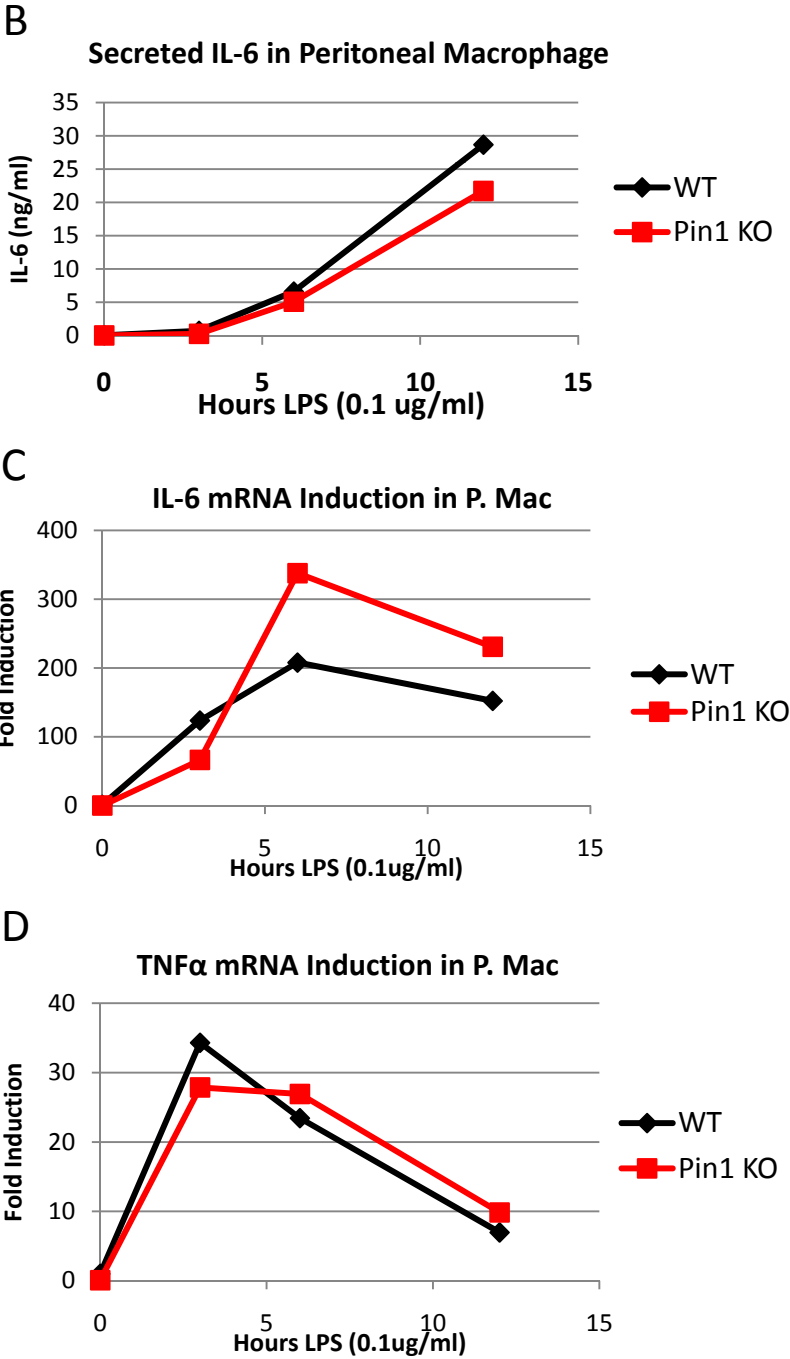 B
Secreted IL-6 in Peritoneal Macrophage
35
30
25
20
15
10
5
0
IL-6 (ng/ml)
0 5 10 15
Hours LPS (0.1 ug/ml)
WT
Pin1 KO
C
IL-6 mRNA Induction in P. Mac
400
300
200
100
0
Fold Induction
0 5 10 15
Hours LPS (0.1ug/ml)
WT
Pin1 KO
D
TNFα mRNA Induction in P. Mac
40
30
20
10
0
Fold Induction
0 5 10 15
Hours LPS (0.1ug/ml)
WT
Pin1 KO